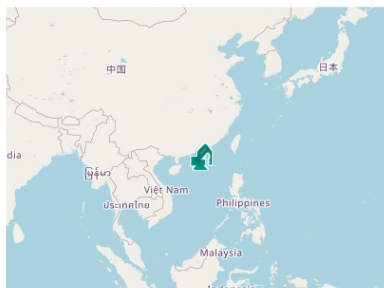 中国
日本
dia
မြန်မာ
Việt Nam
ประเทศไทย
Philippines
Malaysia
Indonesia